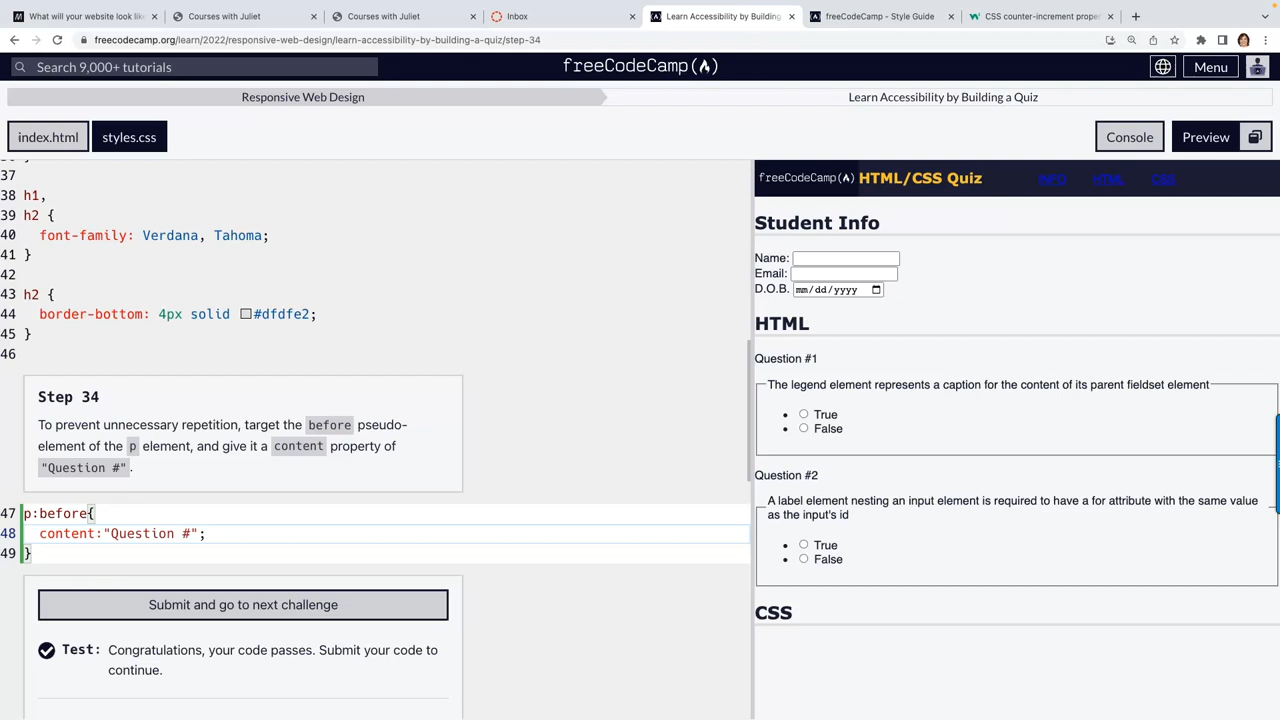 What will your website look lik
Courses with Juliet
Courses with Juliet
Inbox
Learn Accessibility by Building
freeCodeCamp - Style Guide
CSS counter-increment proper
freecodecamp.org/learn/2022/responsive-web-design/learn-accessibility-by-building-a-quiz/step-34
Search 9,000+ tutorials
freeCodeCamp
Menu
Responsive Web Design
Learn Accessibility by Building a Quiz
index.html
styles.css
Console
Preview
37
38 h1,
39 h2 {
40 font-family: Verdana, Tahoma;
41 }
42
43 h2 {
44 border-bottom: 4px solid #dfdfe2;
45 }
46
Step 34
To prevent unnecessary repetition, target the before pseudo-
element of the p element, and give it a content property of
"Question #".
47 p:before{
48 content:"Question #";
49 }
Submit and go to next challenge
Test: Congratulations, your code passes. Submit your code to
continue.
freeCodeCamp HTML/CSS Quiz INFO HTML CSS
Student Info
Name:
Email:
D.O.B. mm/dd/yyyy
HTML
Question #1
The legend element represents a caption for the content of its parent fieldset element
True
False
Question #2
A label element nesting an input element is required to have a for attribute with the same value
as the input's id
True
False
CSS